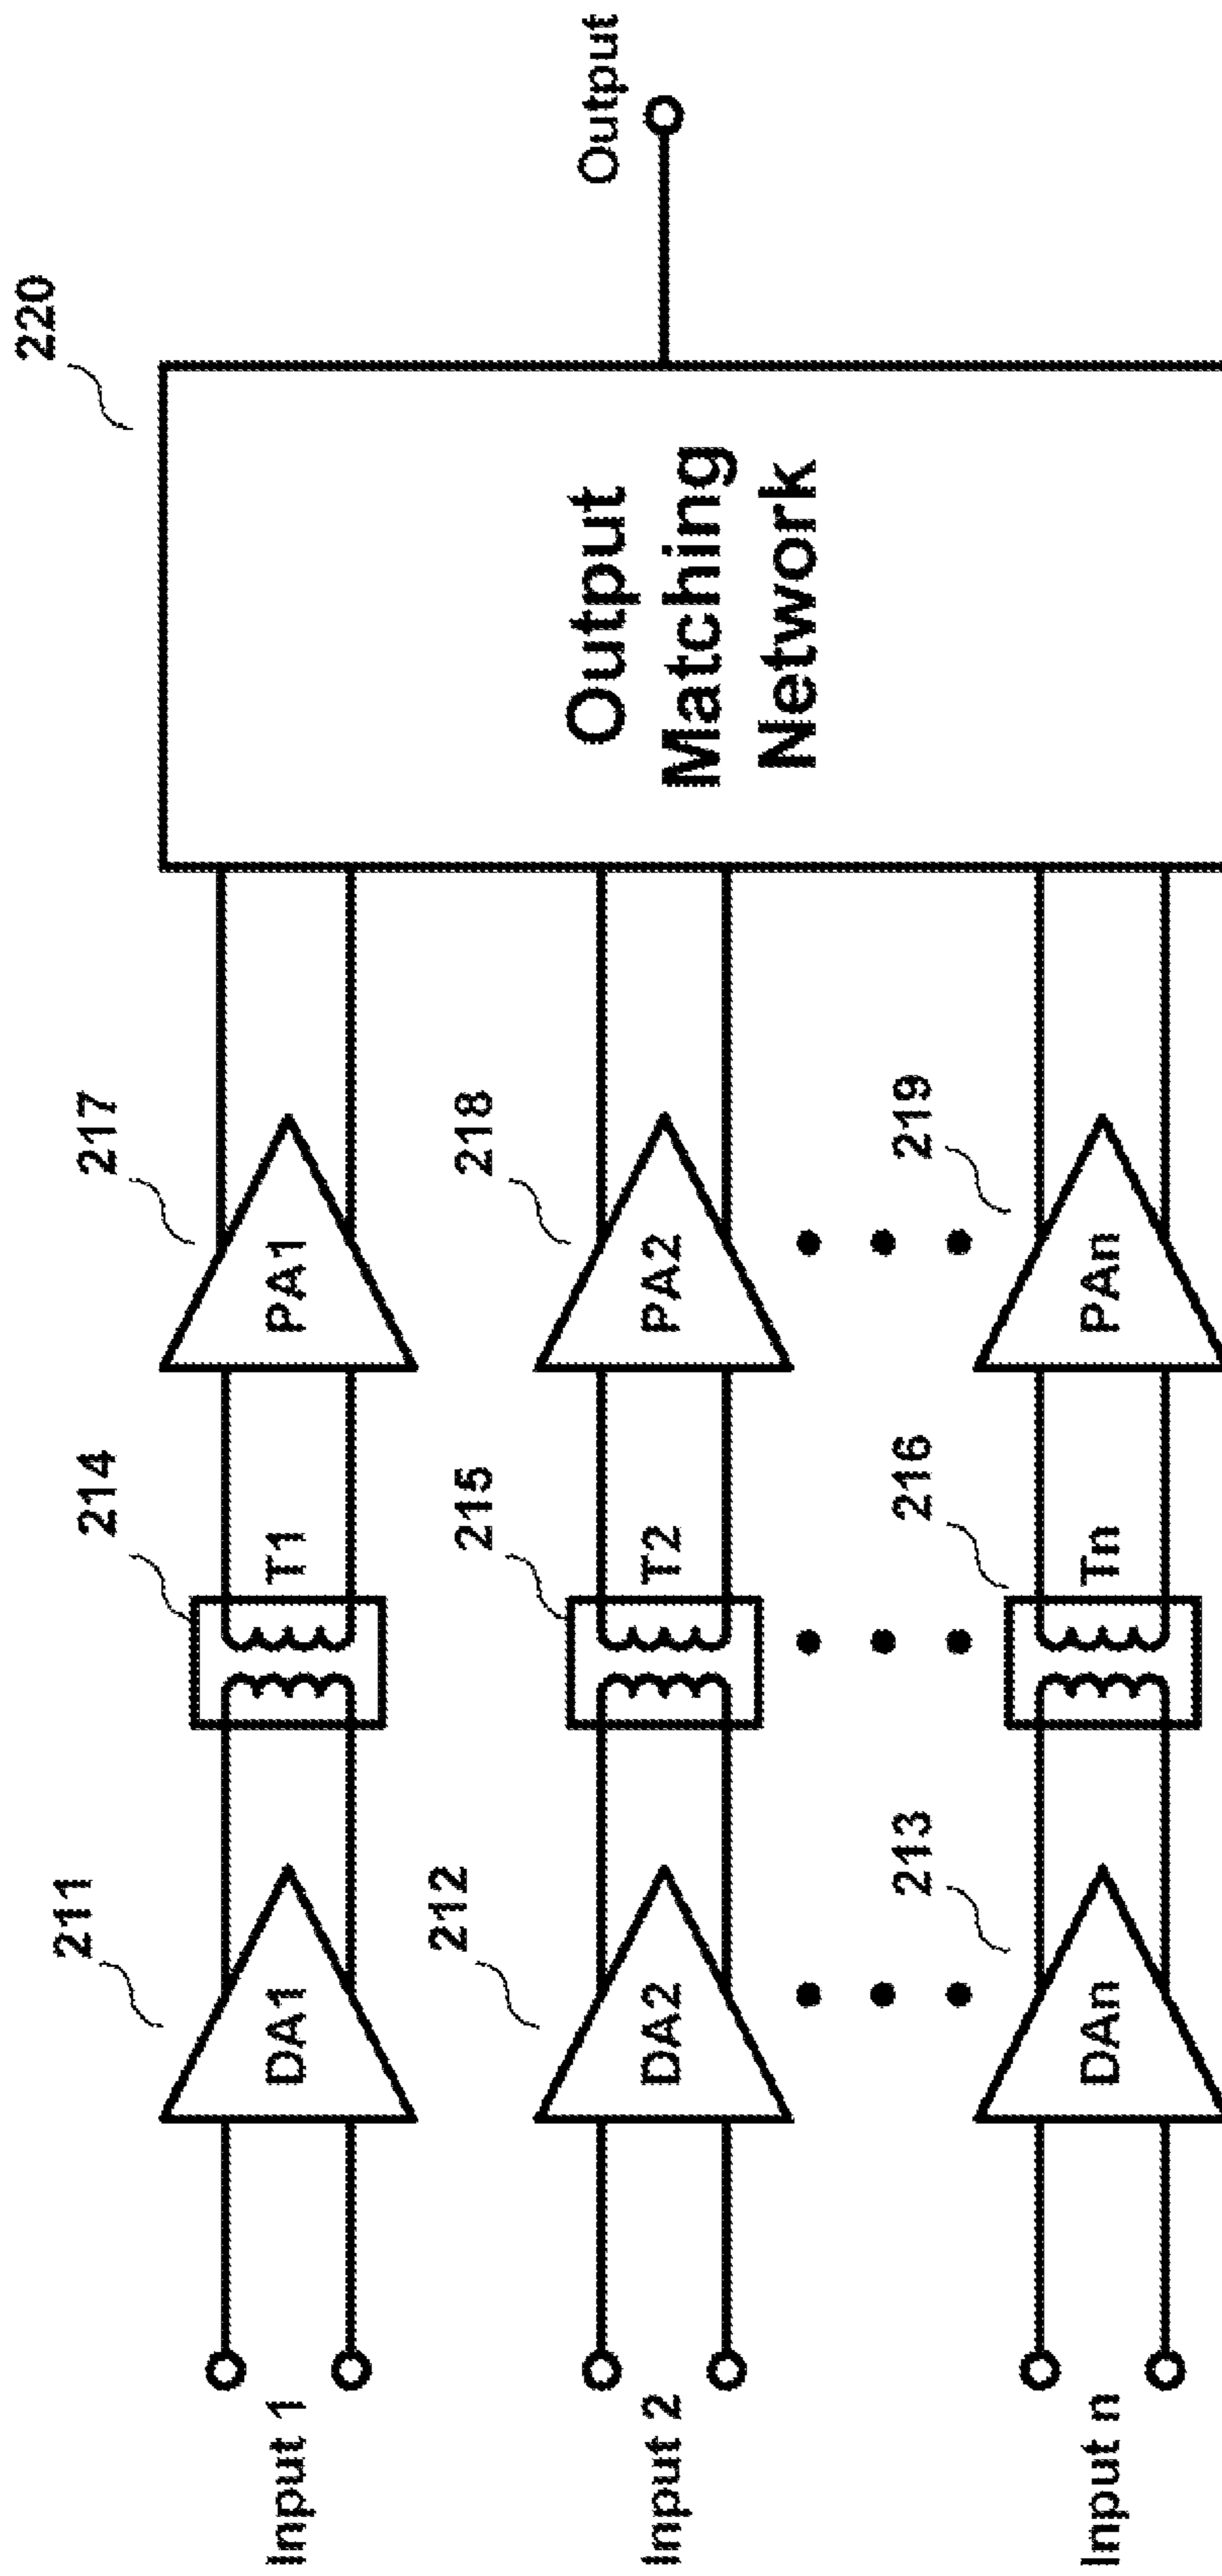 220
217
214
211
Input 1
DA1
T1
PA1
218
215
212
Input 2
DA2
T2
PA2
Output
Matching
Network
Output
219
216
213
Input n
DAn
Tn
PAn